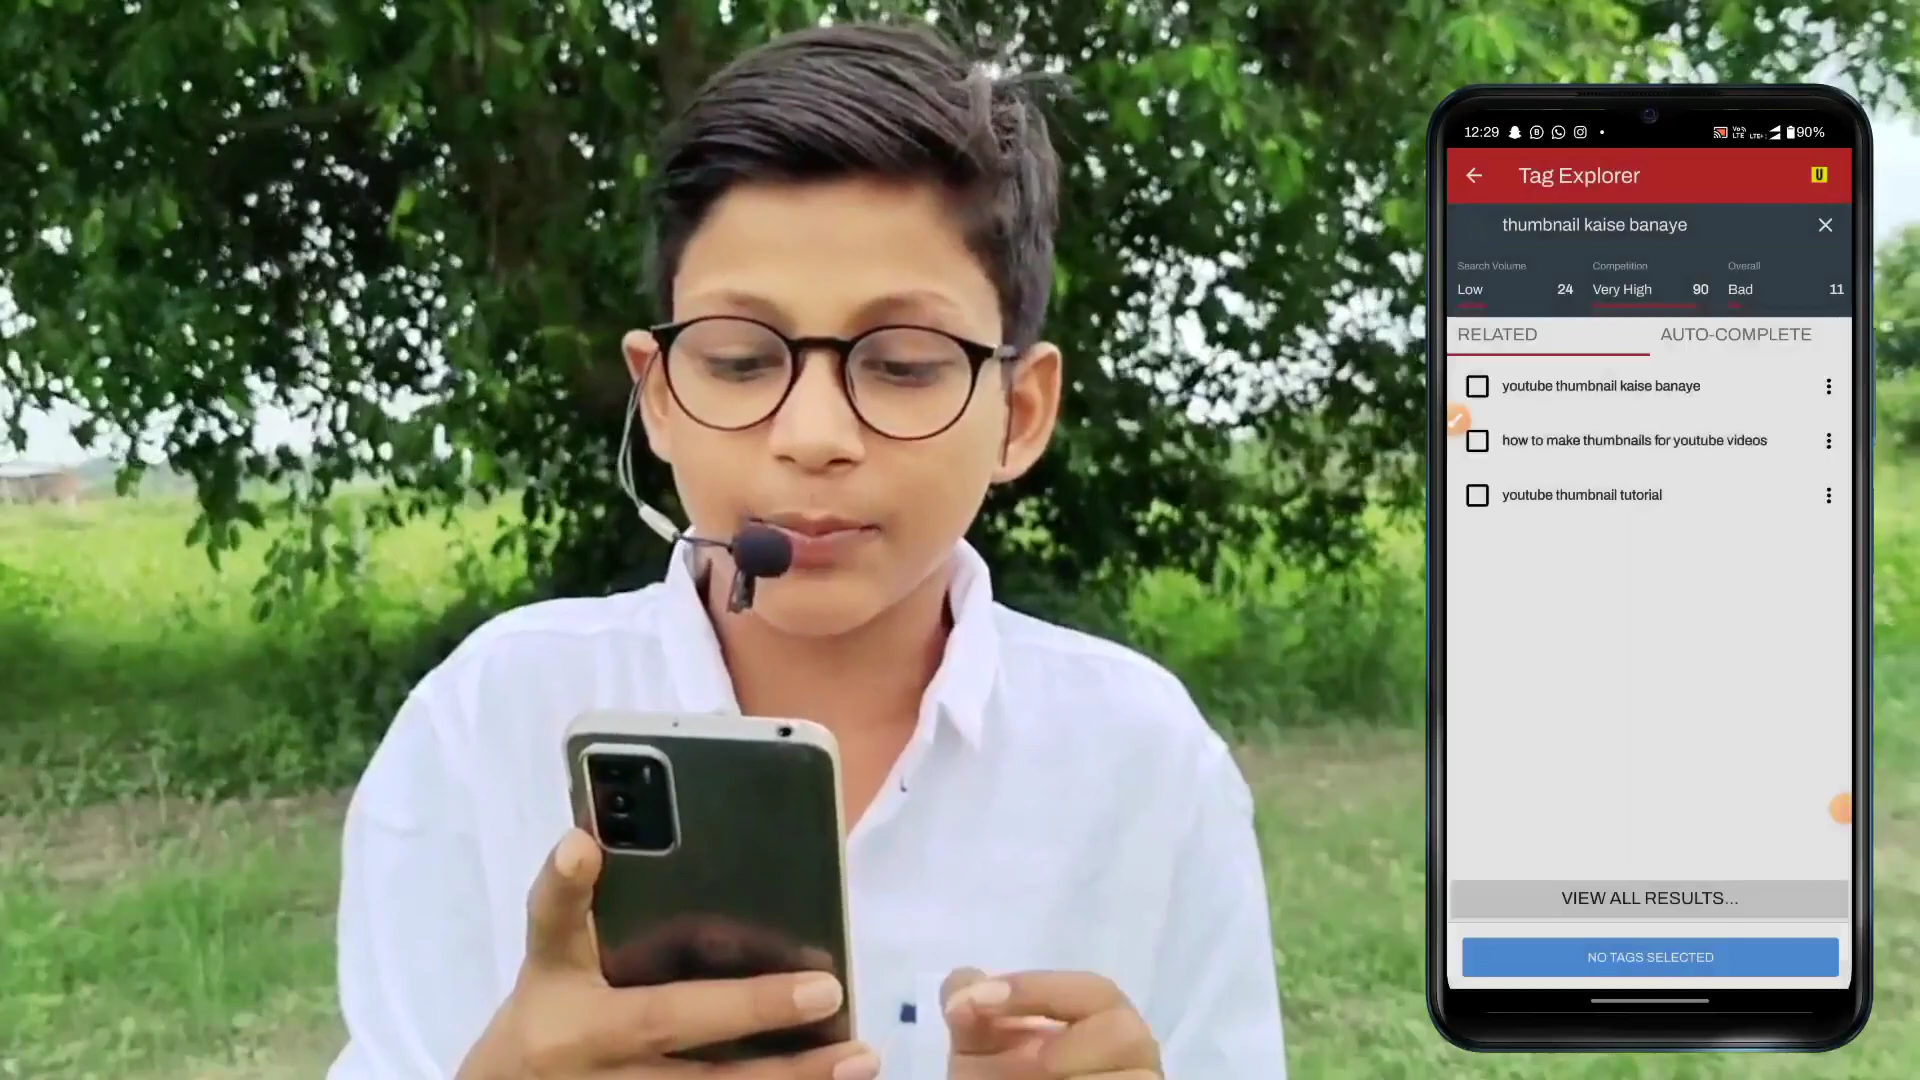 12:29
90%
Tag Explorer
U
thumbnail kaise banaye
Search Volume Competition Overall
Low 24 Very High 90 Bad 11
RELATED AUTO-COMPLETE
youtube thumbnail kaise banaye
how to make thumbnails for youtube videos
youtube thumbnail tutorial
VIEW ALL RESULTS...
NO TAGS SELECTED